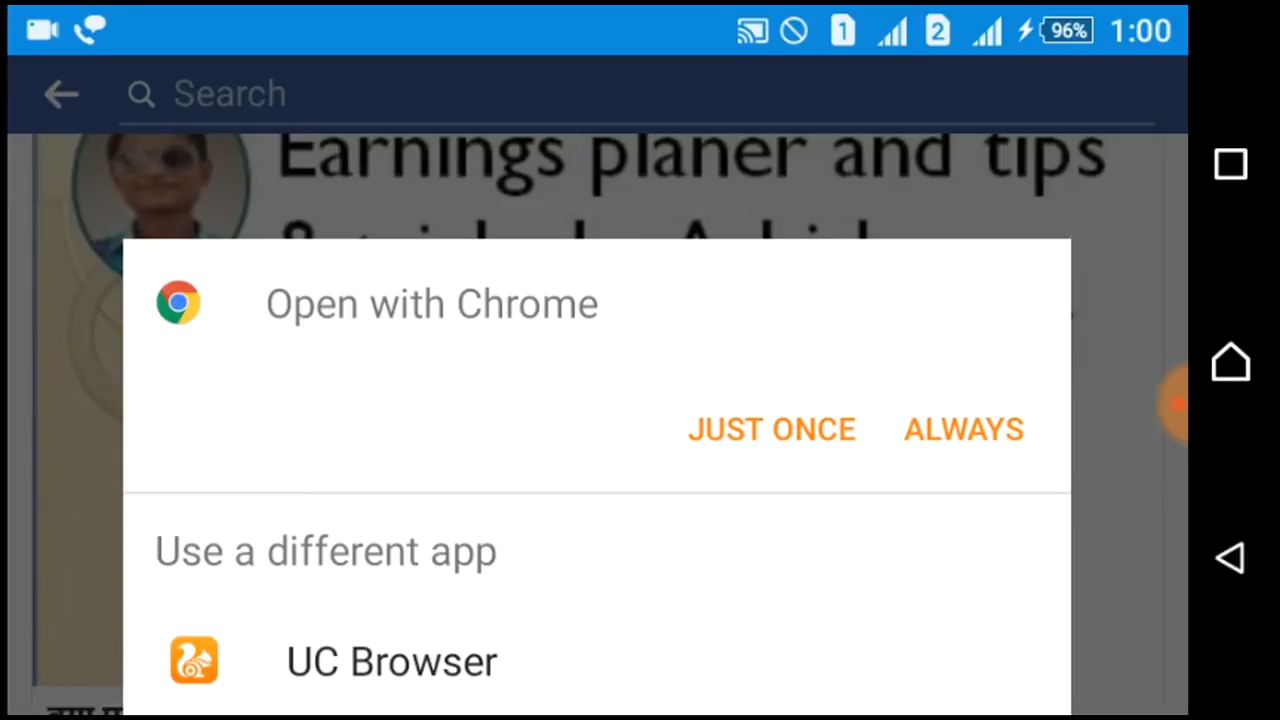 1 2 96% 1:00
Search
Earnings planer and tips
Open with Chrome
JUST ONCE ALWAYS
Use a different app
UC Browser